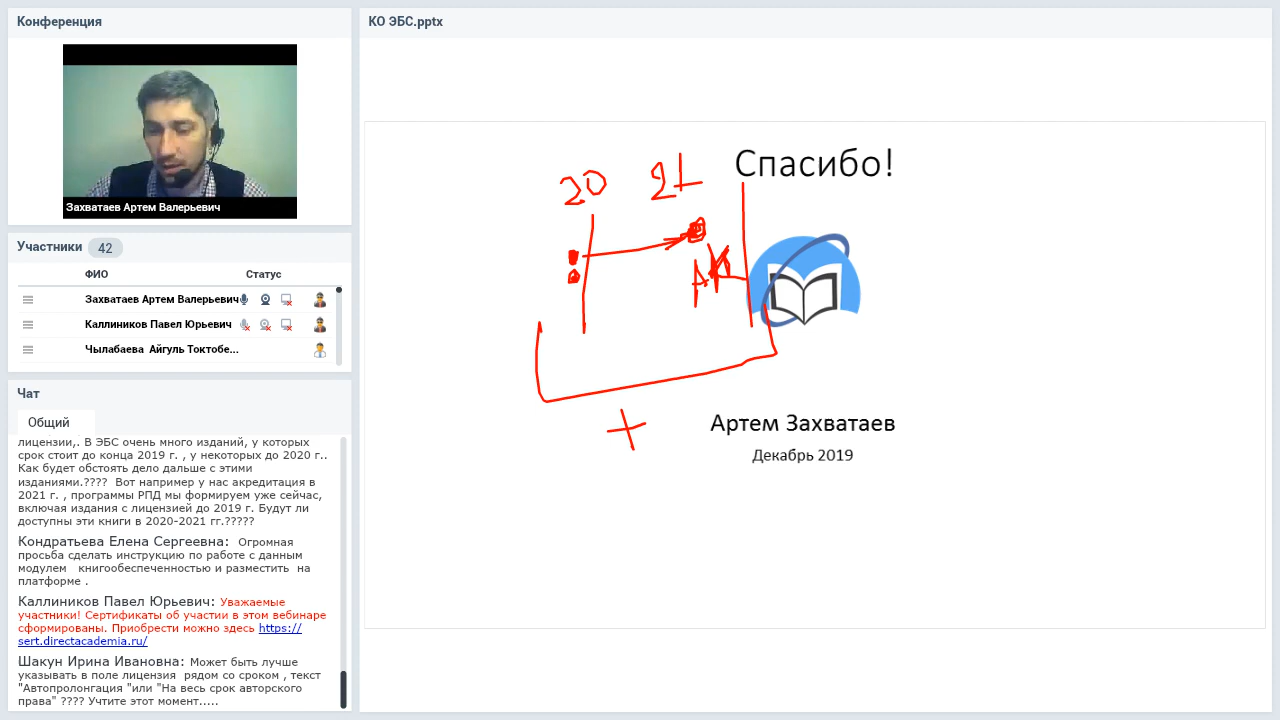 Конференция
КО ЭБС.pptx
Захватаев Артем Валерьевич
Участники 42
ФИО Статус
Захватаев Артем Валерьевич
Каллиников Павел Юрьевич
Чылабаева Айгуль Токтобе...
Чат
Общий
лицензии,. В ЭБС очень много изданий, у которых
срок стоит до конца 2019 г. , у некоторых до 2020 г..
Как будет обстоять дело дальше с этими
изданиями.???? Вот например у нас акредитация в
2021 г. , программы РПД мы формируем уже сейчас,
включая издания с лицензией до 2019 г. Будут ли
доступны эти книги в 2020-2021 гг.?????
Кондратьева Елена Сергеевна: Огромная
просьба сделать инструкцию по работе с данным
модулем книгообеспеченностью и разместить на
платформе .
Каллиников Павел Юрьевич: Уважаемые
участники! Сертификаты об участии в этом вебинаре
сформированы. Приобрести можно здесь https://
sert.directacademia.ru/
Шакун Ирина Ивановна: Может быть лучше
указывать в поле лицензия рядом со сроком , текст
"Автопролонгация "или "На весь срок авторского
права" ???? Учтите этот момент.....
Спасибо!
20 21
+
Артем Захватаев
Декабрь 2019